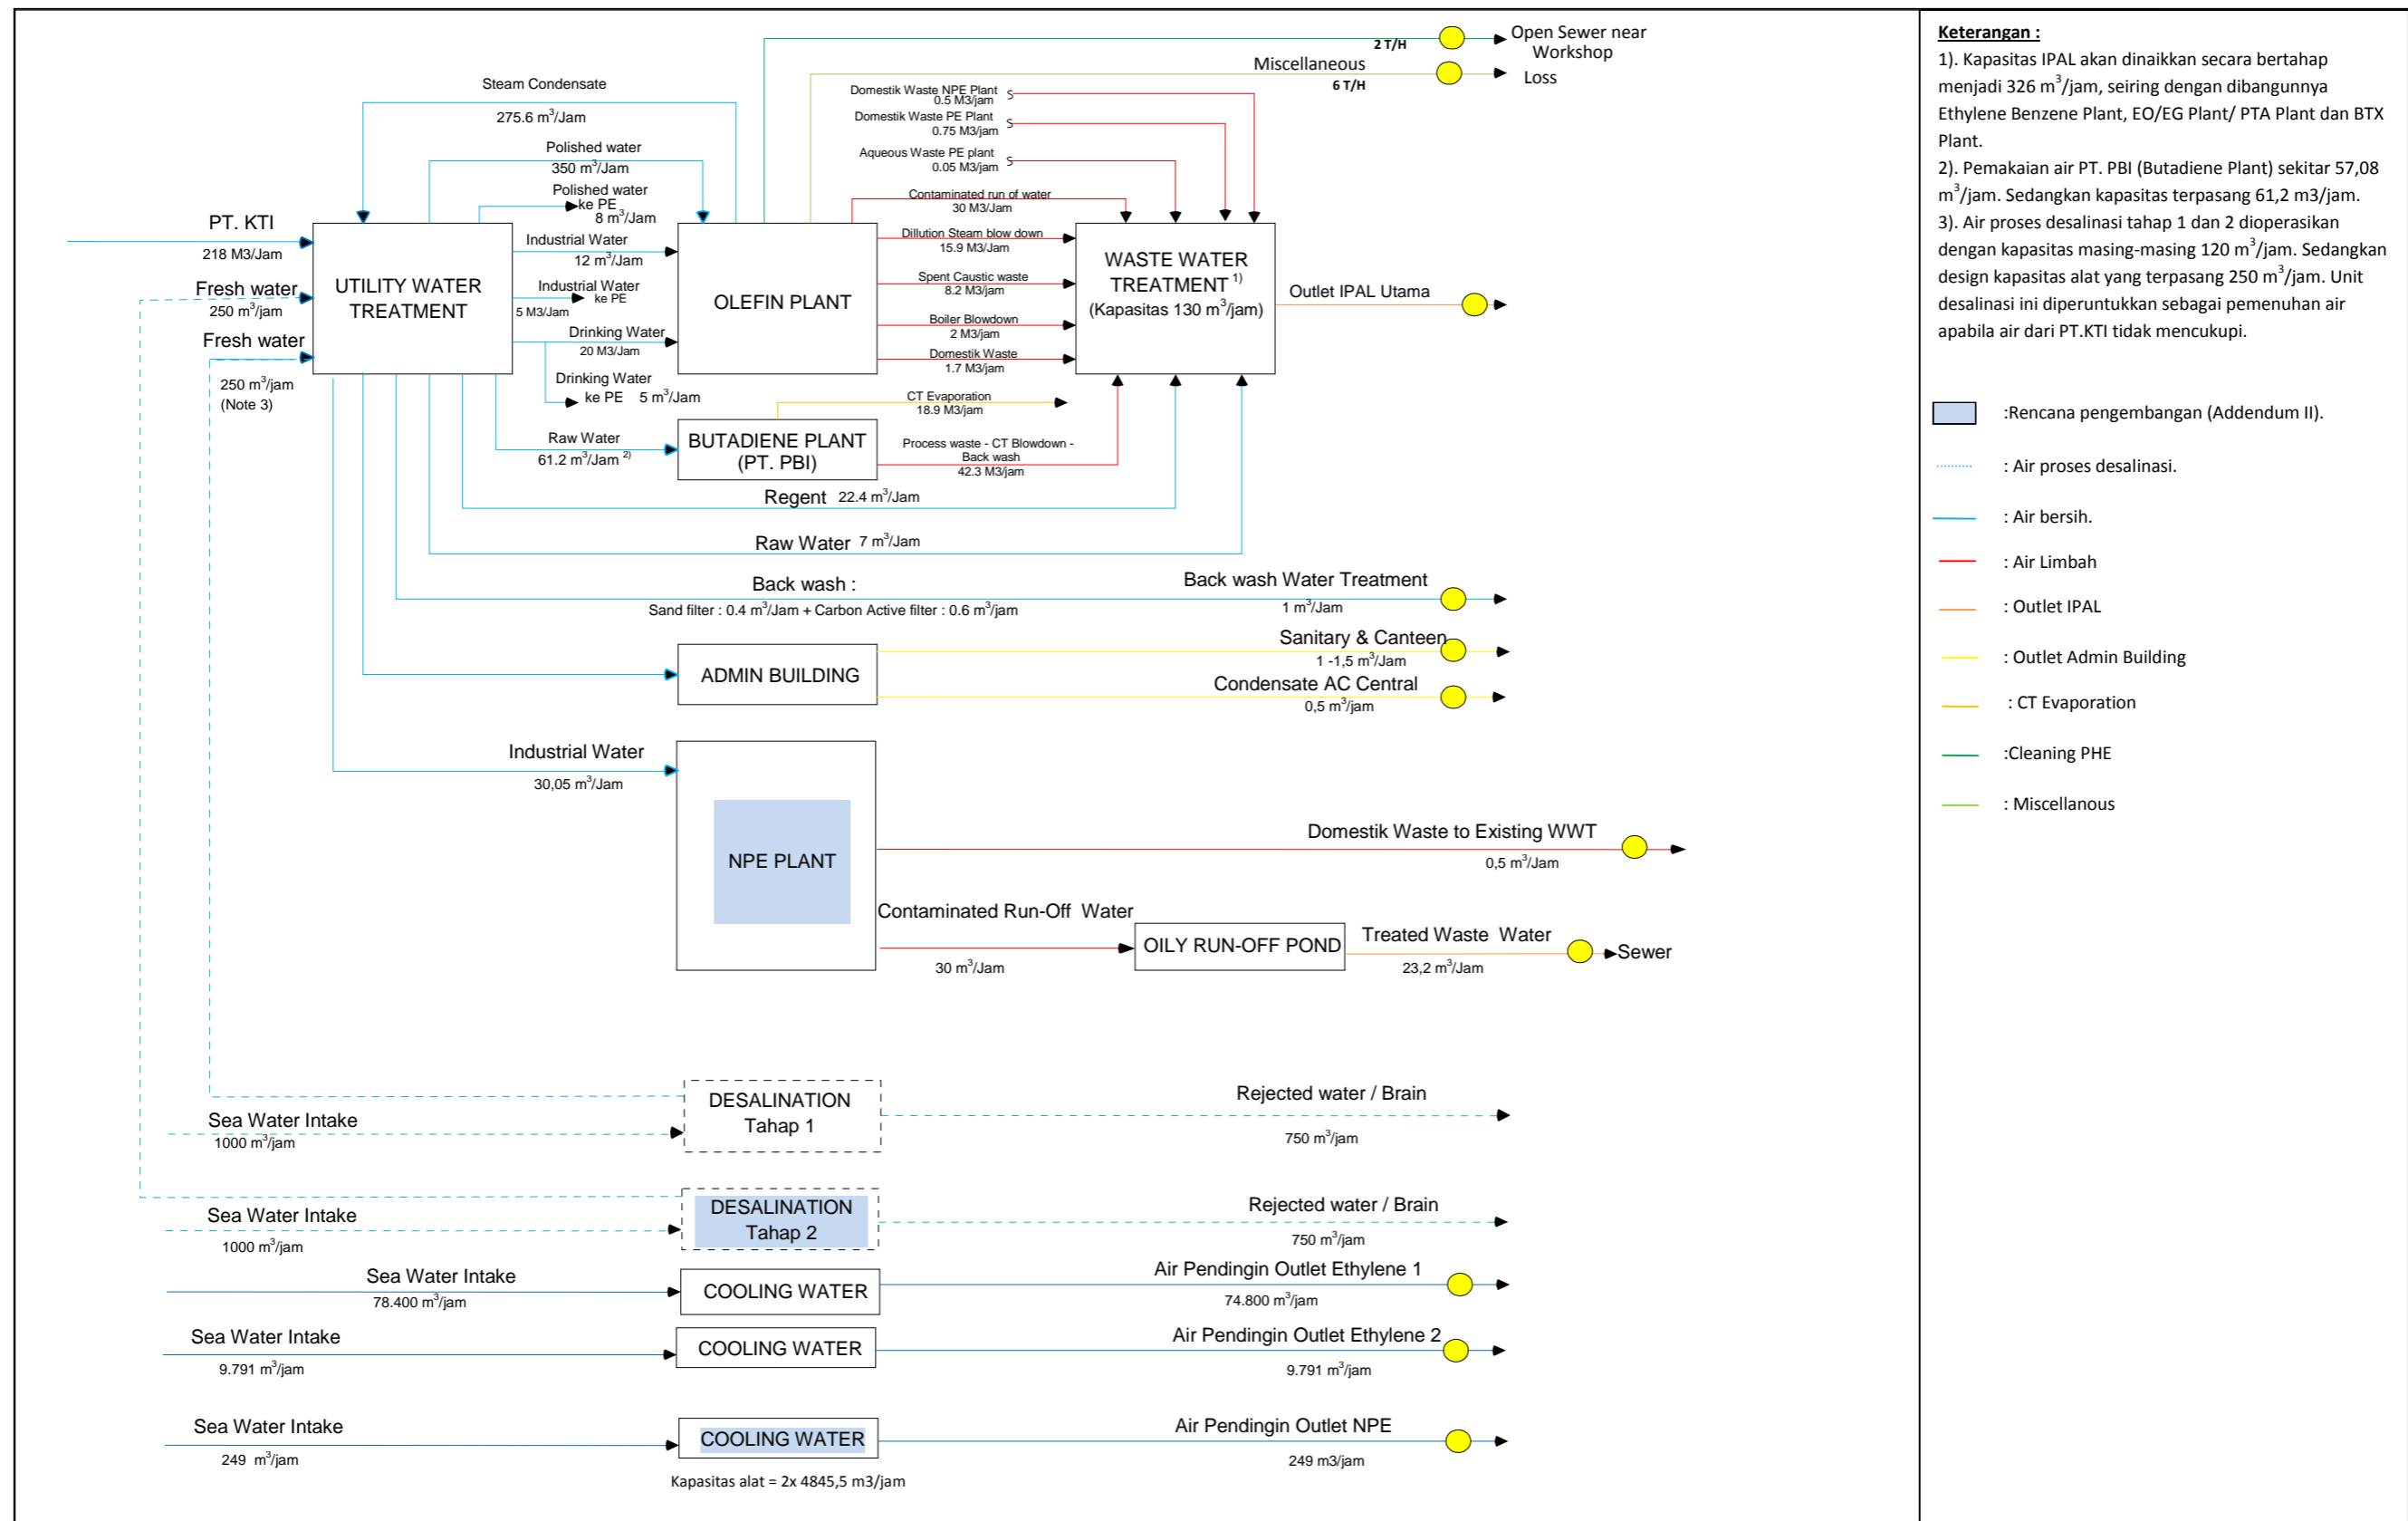 2 T/H
Open Sewer near
Workshop
Miscellaneous
6 T/H
Loss
Steam Condensate
275.6 m³/Jam
Domestik Waste NPE Plant
0.5 M3/jam
S
Domestik Waste PE Plant
0.75 M3/jam
S
Aqueous Waste PE plant
0.05 M3/jam
S
Polished water
350 m³/Jam
Polished water
ke PE
8 m³/Jam
Contaminated run of water
30 M3/Jam
PT. KTI
218 M3/Jam
Fresh water
250 m³/jam
Fresh water
250 m³/jam
(Note 3)
UTILITY WATER
TREATMENT
Industrial Water
12 m³/Jam
Industrial Water
ke PE
5 M3/Jam
Drinking Water
20 M3/Jam
Drinking Water
ke PE 5 m³/Jam
OLEFIN PLANT
Dillution Steam blow down
15.9 M3/Jam
Spent Caustic waste
8.2 M3/jam
Boiler Blowdown
2 M3/jam
Domestik Waste
1.7 M3/jam
WASTE WATER
TREATMENT ¹⁾
(Kapasitas 130 m³/jam)
Outlet IPAL Utama
CT Evaporation
18.9 M3/jam
Raw Water
61.2 m³/Jam ²⁾
BUTADIENE PLANT
(PT. PBI)
Process waste - CT Blowdown -
Back wash
42.3 M3/jam
Regent 22.4 m³/Jam
Raw Water 7 m³/Jam
Back wash :
Sand filter : 0.4 m³/Jam + Carbon Active filter : 0.6 m³/jam
Back wash Water Treatment
1 m³/Jam
ADMIN BUILDING
Sanitary & Canteen
1 -1,5 m³/Jam
Condensate AC Central
0,5 m³/jam
Industrial Water
30,05 m³/Jam
NPE PLANT
Domestik Waste to Existing WWT
0,5 m³/Jam
Contaminated Run-Off Water
30 m³/Jam
OILY RUN-OFF POND
Treated Waste Water
23,2 m³/Jam
Sewer
Sea Water Intake
1000 m³/jam
DESALINATION
Tahap 1
Rejected water / Brain
750 m³/jam
Sea Water Intake
1000 m³/jam
DESALINATION
Tahap 2
Rejected water / Brain
750 m³/jam
Sea Water Intake
78.400 m³/jam
COOLING WATER
Air Pendingin Outlet Ethylene 1
74.800 m³/jam
Sea Water Intake
9.791 m³/jam
COOLING WATER
Air Pendingin Outlet Ethylene 2
9.791 m³/jam
Sea Water Intake
249 m³/jam
COOLING WATER
Kapasitas alat = 2x 4845,5 m3/jam
Air Pendingin Outlet NPE
249 m3/jam
Keterangan :
1). Kapasitas IPAL akan dinaikkan secara bertahap
menjadi 326 m³/jam, seiring dengan dibangunnya
Ethylene Benzene Plant, EO/EG Plant/ PTA Plant dan BTX
Plant.
2). Pemakaian air PT. PBI (Butadiene Plant) sekitar 57,08
m³/jam. Sedangkan kapasitas terpasang 61,2 m3/jam.
3). Air proses desalinasi tahap 1 dan 2 dioperasikan
dengan kapasitas masing-masing 120 m³/jam. Sedangkan
design kapasitas alat yang terpasang 250 m³/jam. Unit
desalinasi ini diperuntukkan sebagai pemenuhan air
apabila air dari PT.KTI tidak mencukupi.
:Rencana pengembangan (Addendum II).
: Air proses desalinasi.
: Air bersih.
: Air Limbah
: Outlet IPAL
: Outlet Admin Building
: CT Evaporation
:Cleaning PHE
: Miscellanous